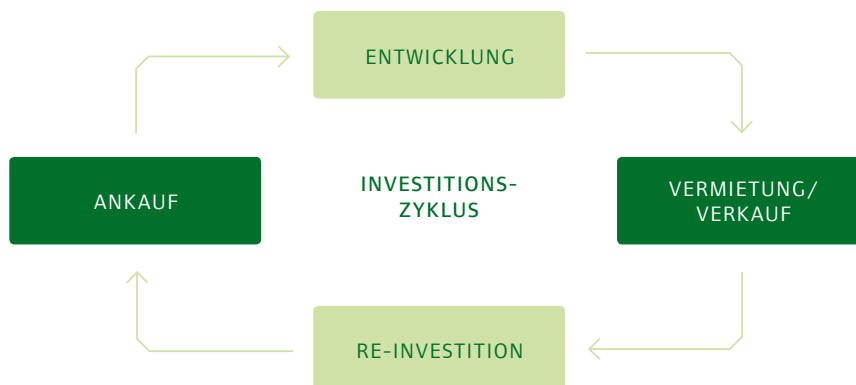 ENTWICKLUNG
ANKAUF
INVESTITIONS-
ZYKLUS
VERMIETUNG/
VERKAUF
RE-INVESTITION